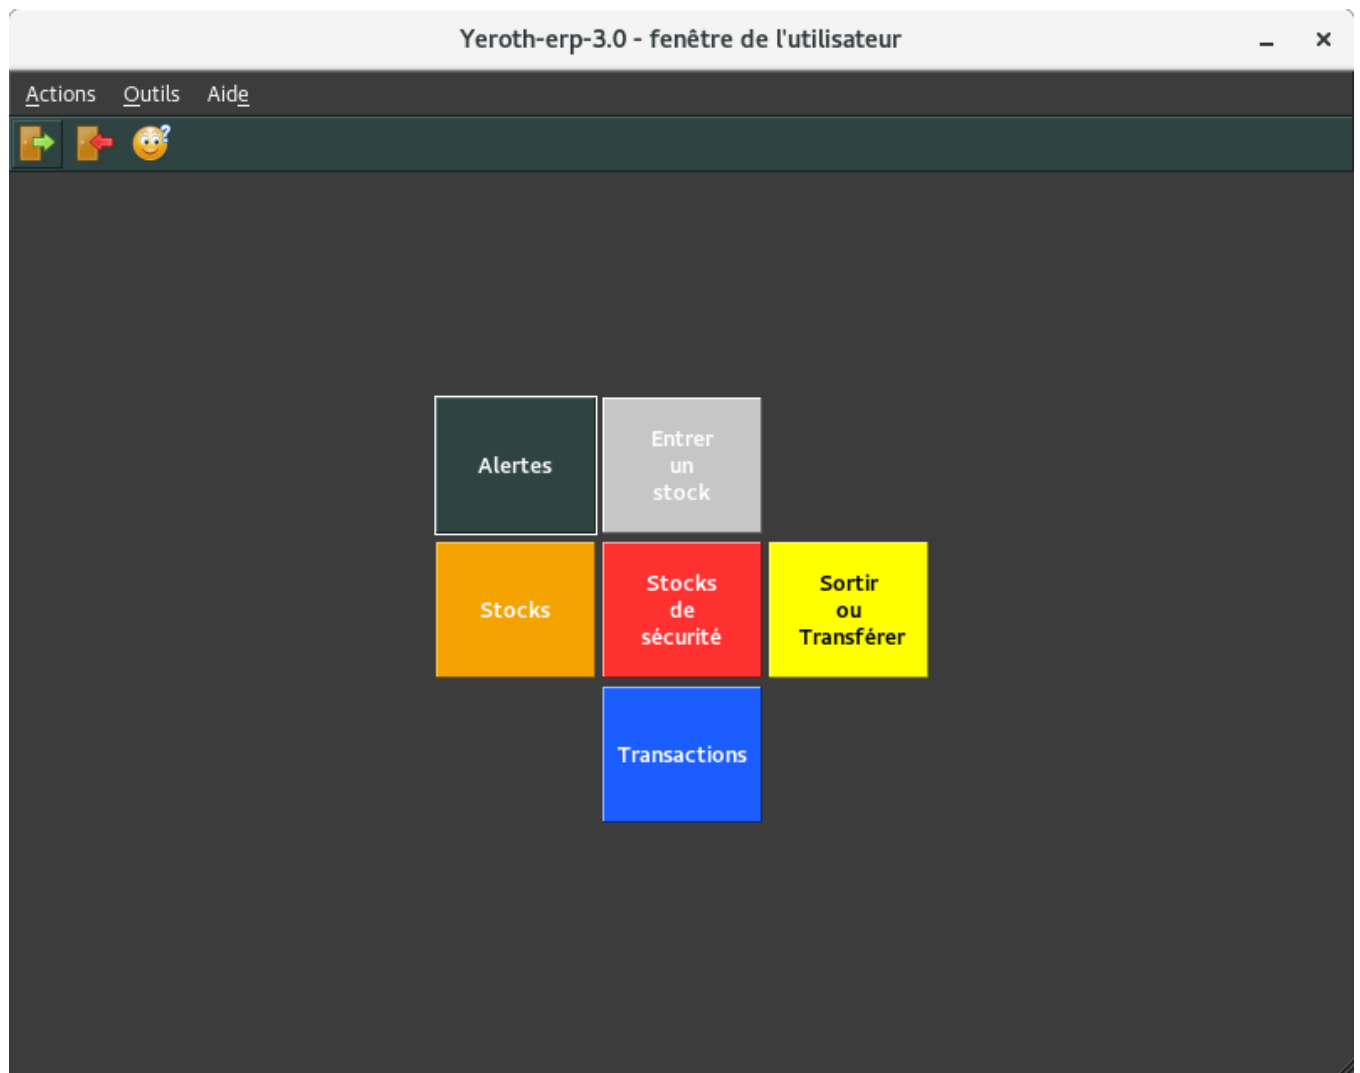 Yeroth-erp-3.0 - fenêtre de l'utilisateur
Actions Outils Aide
Alertes
Entrer
un
stock
Stocks
Stocks
de
sécurité
Sortir
ou
Transférer
Transactions